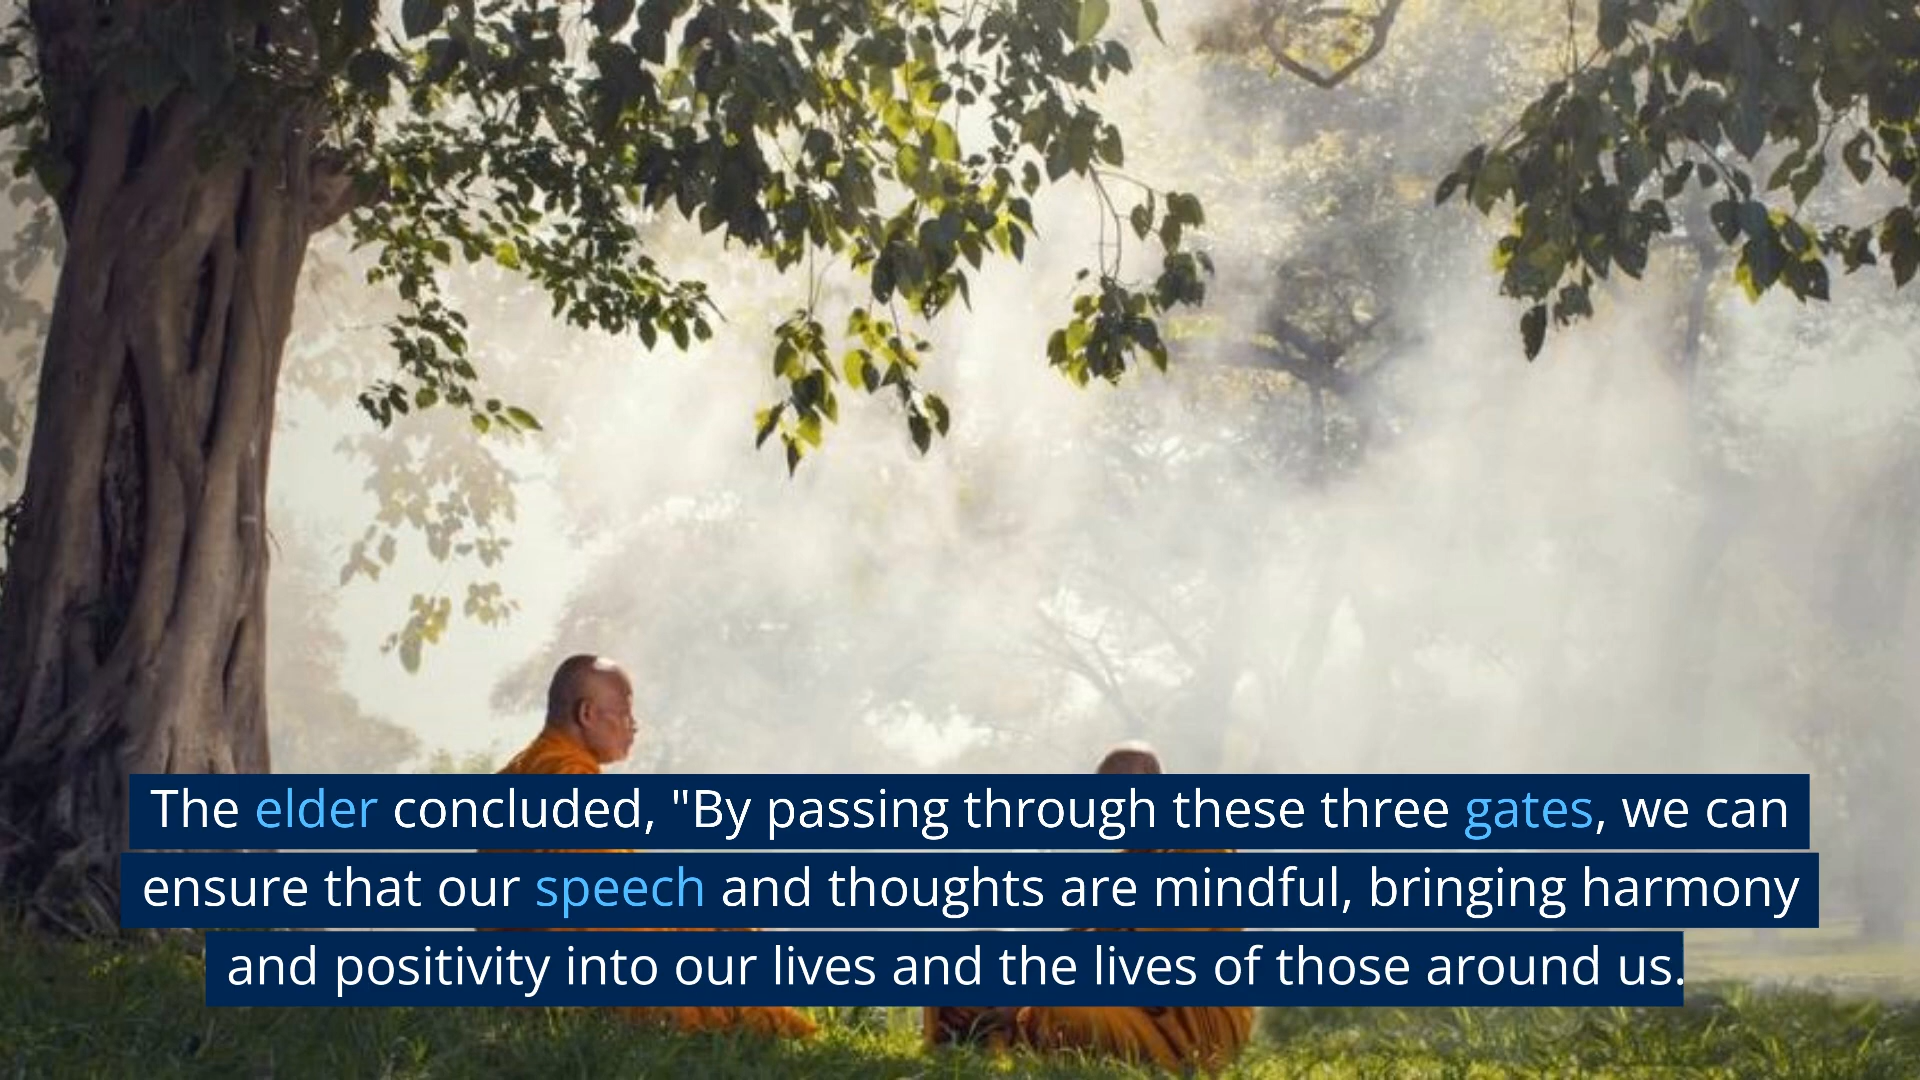 The elder concluded, "By passing through these three gates, we can
ensure that our speech and thoughts are mindful, bringing harmony
and positivity into our lives and the lives of those around us.